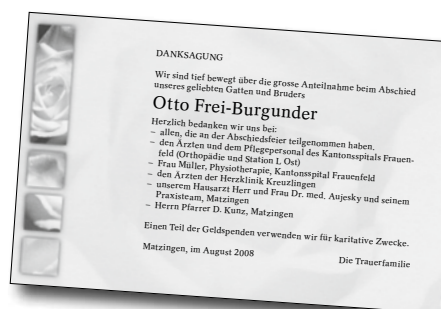 DANKSAGUNG
Wir sind tief bewegt über die grosse Anteilnahme beim Abschied
unseres geliebten Gatten und Bruders
Otto Frei-Burgunder
Herzlich bedanken wir uns bei:
– allen, die an der Abschiedsfeier teilgenommen haben.
– den Ärzten und dem Pflegepersonal des Kantonsspitals Frauen-
feld (Orthopädie und Station L Ost)
– Frau Müller, Physiotherapie, Kantonsspital Frauenfeld
– den Ärzten der Herzklinik Kreuzlingen
– unserem Hausarzt Herr und Frau Dr. med. Aujesky und seinem
Praxisteam, Matzingen
– Herrn Pfarrer D. Kunz, Matzingen
Einen Teil der Geldspenden verwenden wir für karitative Zwecke.
Matzingen, im August 2008 Die Trauerfamilie